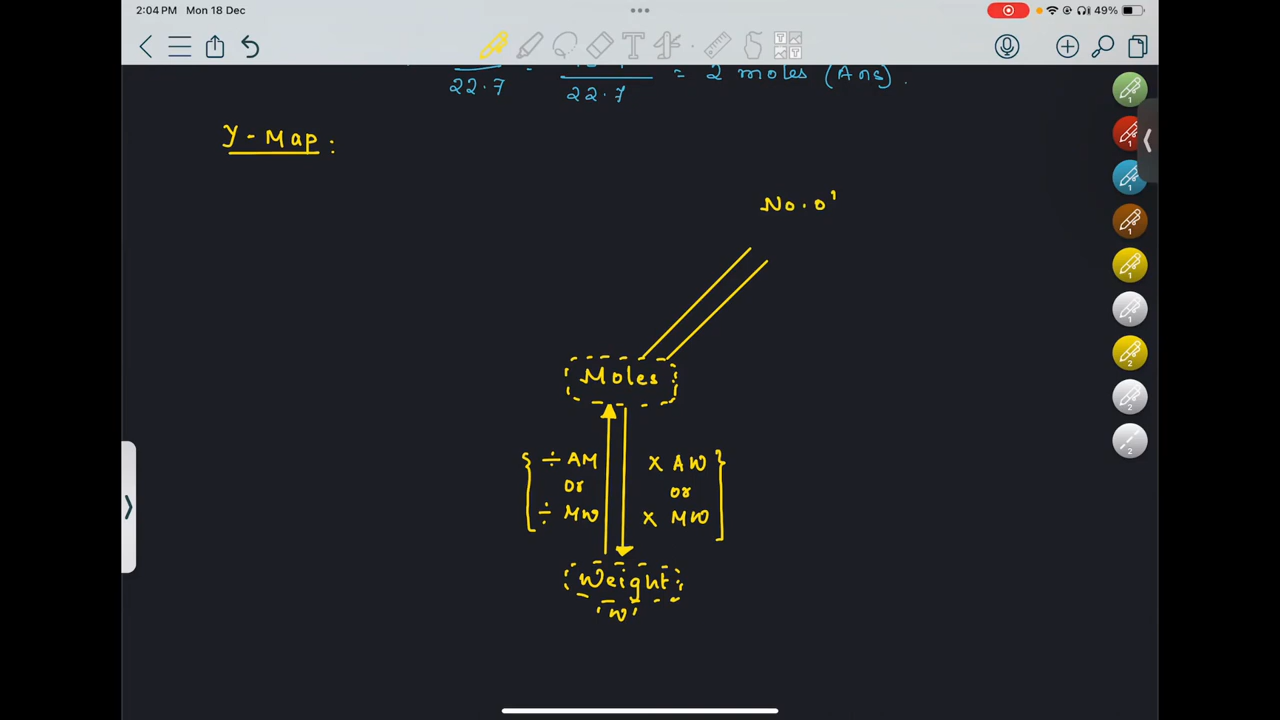 2:04 PM Mon 18 Dec
49%
22.7
22.7
= 2 moles (Ans).
Y-Map:
No. o
Moles
÷ AM
or
÷ MW
x AW
or
x MW
Weight
'W'